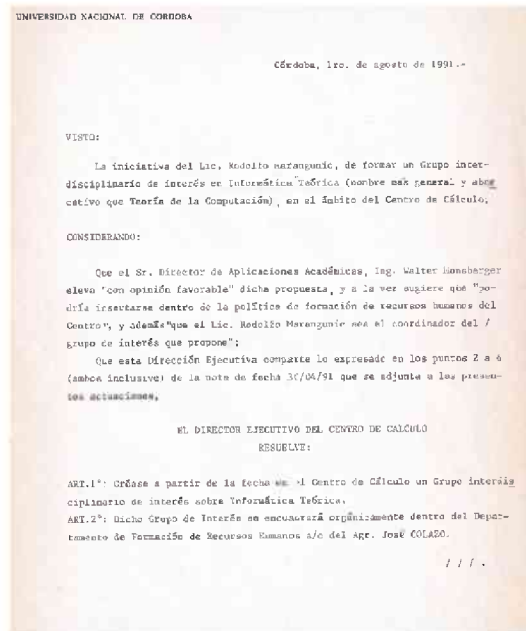 UNIVERSIDAD NACIONAL DE CORDOBA
Córdoba, 1ro. de agosto de 1991.-
VISTO:
La iniciativa del Lic. Rodolfo Marangunic, de formar un Grupo inter-
disciplinario de interés en Informática Teórica (nombre más general y abar
cativo que Teoría de la Computación), en el ámbito del Centro de Cálculo,
CONSIDERANDO:
Que el Sr. Director de Aplicaciones Académicas, Ing. Walter
eleva "con opinión favorable" dicha propuesta, y a la vez sugiere que "po-
dría insertarse dentro de la política de formación de recursos humanos del
Centro", y además "que el Lic. Rodolfo Marangunic sea el coordinador del /
grupo de interés que propone";
Que esta Dirección Ejecutiva comparte lo expresado en los puntos 2 a 6
(ambos inclusive) de la nota de fecha 30/04/91 que se adjunta a las presen-
tes actuaciones,
EL DIRECTOR EJECUTIVO DEL CENTRO DE CALCULO
RESUELVE:
ART.1°: Créase a partir de la fecha en el Centro de Cálculo un Grupo interdis
ciplinario de interés sobre Informática Teórica.
ART.2°: Dicho Grupo de Interés se encuadrará orgánicamente dentro del Depar-
tamento de Formación de Recursos Humanos a/c del Agr. José COLAZO.
///.